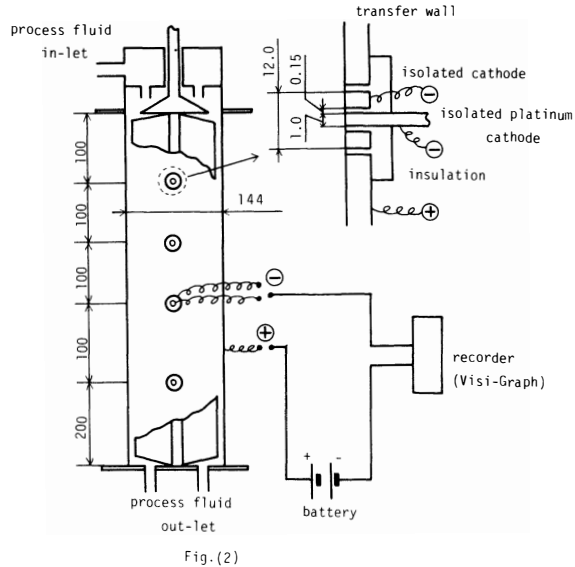 process fluid
in-let
transfer wall
12.0
0.15
1.0
isolated cathode
⊖
isolated platinum
cathode
⊖
insulation
⊕
100
100
100
100
200
144
⊖
⊕
recorder
(Visi-Graph)
+ -
battery
process fluid
out-let
Fig.(2)